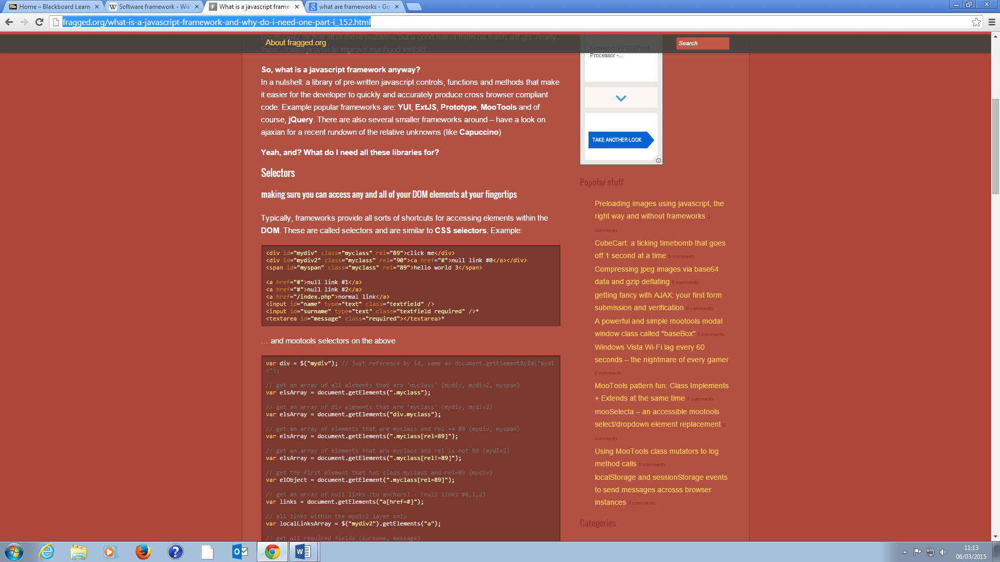 Home – Blackboard Learn
Software framework - Wik
What is a javascript frame
what are frameworks - Go
fragged.org/what-is-a-javascript-framework-and-why-do-i-need-one-part-i_152.html
necessarily fix that all of these problems but a good half of them (at least) will get 'nearly
About fragged.org
Search
Kenwood FPP220 Food
Processor -...
So, what is a javascript framework anyway?
In a nutshell: a library of pre-written javascript controls, functions and methods that make
it easier for the developer to quickly and accurately produce cross browser compliant
code. Example popular frameworks are: YUI, ExtJS, Prototype, MooTools and of
course, jQuery. There are also several smaller frameworks around – have a look on
ajaxian for a recent rundown of the relative unknowns (like Capuccino)
Yeah, and? What do I need all these libraries for?
Selectors
making sure you can access any and all of your DOM elements at your fingertips
Typically, frameworks provide all sorts of shortcuts for accessing elements within the
DOM. These are called selectors and are similar to CSS selectors. Example:
<div id="mydiv" class="myclass" rel="89">click me</div>
<div id="mydiv2" class="myclass" rel="90"><a href="#">null link #0</a></div>
<span id="myspan" class="myclass" rel="89">hello world 3</span>
<a href="#">null link #1</a>
<a href="#">null link #2</a>
<a href="/index.php">normal link</a>
<input id="name" type="text" class="textfield" />
<input id="surname" type="text" class="textfield required" />*
<textarea id="message" class="required"></textarea>*
… and mootools selectors on the above
var div = $("mydiv"); // just reference by id, same as document.getElementById("mydi
v");
// get an array of all elements that are 'myclass' (mydiv, mydiv2, myspan)
var elsArray = document.getElements(".myclass");
// get an array of div elements that are 'myclass' (mydiv, mydiv2)
var elsArray = document.getElements("div.myclass");
// get an array of elements that are myclass and rel == 89 (mydiv, myspan)
var elsArray = document.getElements(".myclass[rel=89]");
// get an array of elements that are myclass and rel is not 89 (mydiv2)
var elsArray = document.getElements(".myclass[rel!=89]");
// get the first element that has class myclass and rel=89 (mydiv)
var elObject = document.getElement(".myclass[rel=89]");
// get an array of null links (to anchors) - (null links #0,1,2)
var links = document.getElements("a[href=#]");
// all links within the mydiv2 layer only
var localLinksArray = $("mydiv2").getElements("a");
// get all required fields (surname, message)
TAKE ANOTHER LOOK
Popular stuff
Preloading images using javascript, the
right way and without frameworks 0
comments
CubeCart: a ticking timebomb that goes
off 1 second at a time 0 comments
Compressing jpeg images via base64
data and gzip deflating 0 comments
getting fancy with AJAX: your first form
submission and verification 0 comments
A powerful and simple mootools modal
window class called "baseBox" 0 comments
Windows Vista Wi-Fi lag every 60
seconds – the nightmare of every gamer
0 comments
MooTools pattern fun: Class Implements
+ Extends at the same time 0 comments
mooSelecta – an accessible mootools
select/dropdown element replacement 0
comments
Using MooTools class mutators to log
method calls 0 comments
localStorage and sessionStorage events
to send messages acrosss browser
instances 0 comments
Categories
11:13
06/03/2015